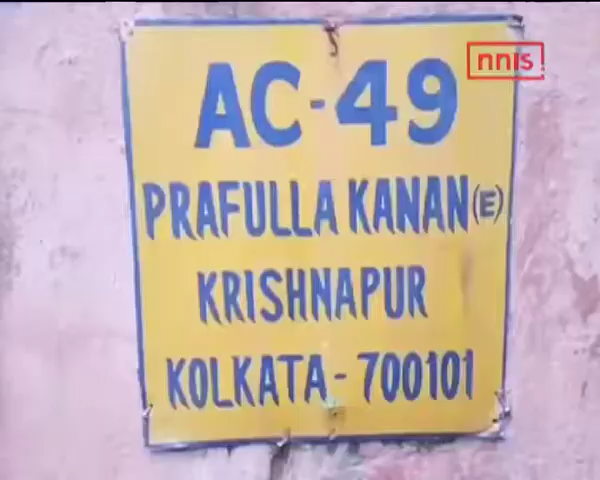 nnis
AC-49
PRAFULLA KANAN (E)
KRISHNAPUR
KOLKATA - 700101